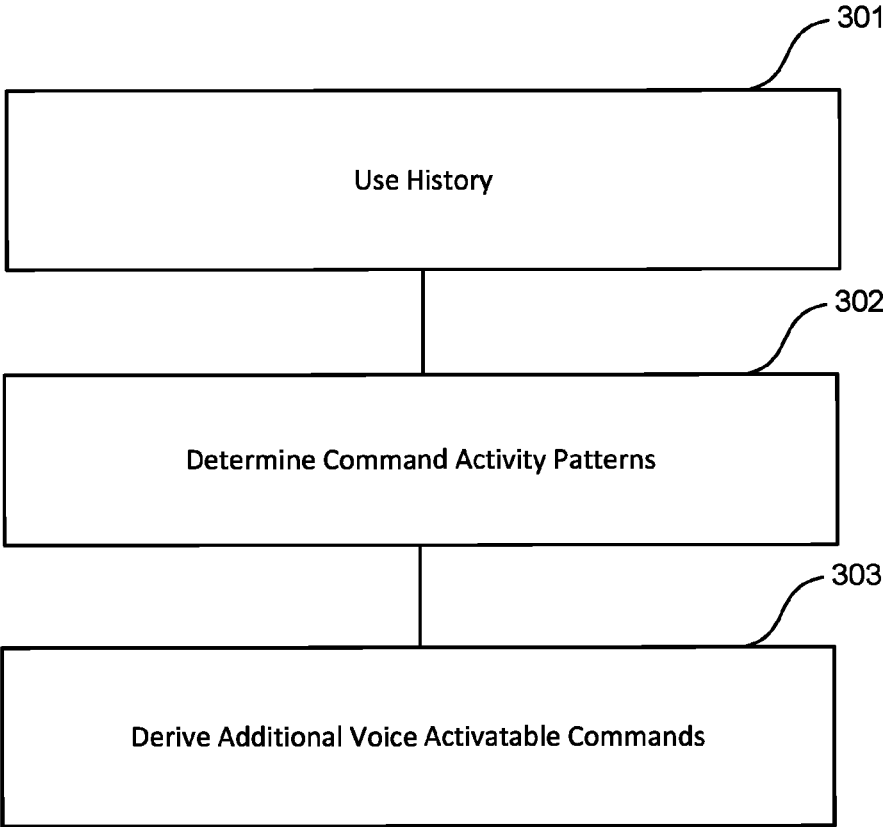 301
Use History
302
Determine Command Activity Patterns
303
Derive Additional Voice Activatable Commands